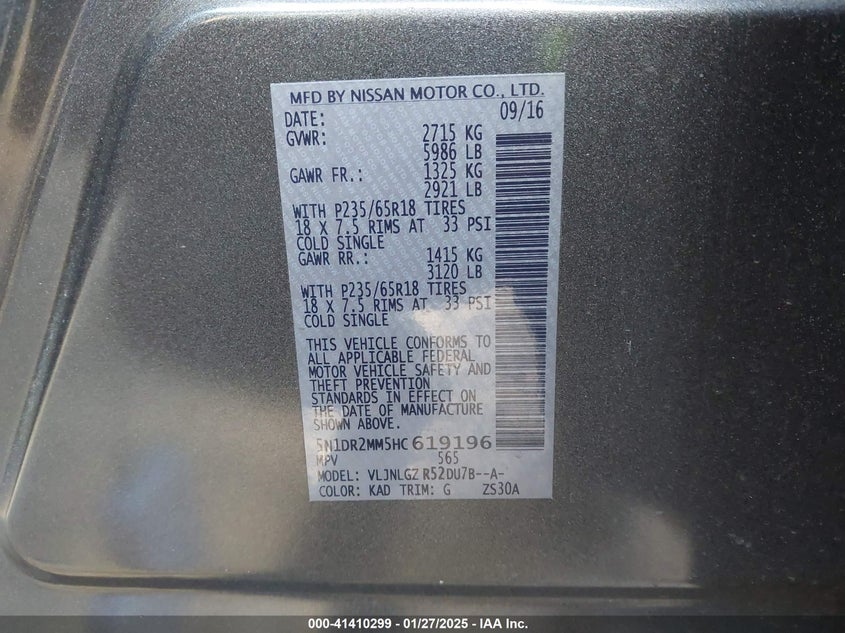 MFD BY NISSAN MOTOR CO., LTD.
DATE: 09/16
GVWR: 2715 KG
5986 LB
GAWR FR.: 1325 KG
2921 LB
WITH P235/65R18 TIRES
18 X 7.5 RIMS AT 33 PSI
COLD SINGLE
GAWR RR.: 1415 KG
3120 LB
WITH P235/65R18 TIRES
18 X 7.5 RIMS AT 33 PSI
COLD SINGLE
THIS VEHICLE CONFORMS TO
ALL APPLICABLE FEDERAL
MOTOR VEHICLE SAFETY AND
THEFT PREVENTION
STANDARDS IN EFFECT ON
THE DATE OF MANUFACTURE
SHOWN ABOVE.
5N1DR2MM5HC619196
MPV 565
MODEL: VLJNLGZ R52DU7B--A-
COLOR: KAD TRIM: G ZS30A
000-41410299 — 01/27/2025 — IAA Inc.